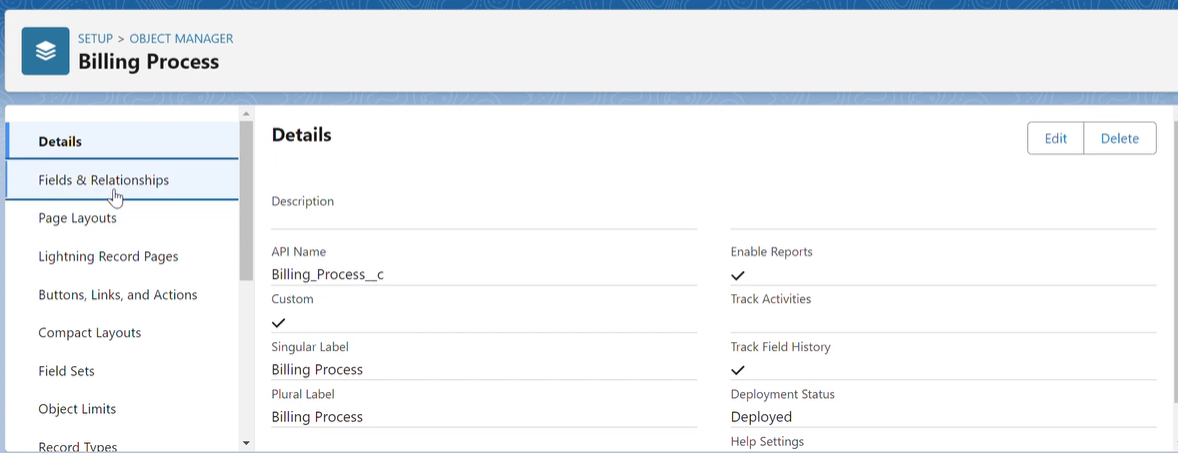 SETUP > OBJECT MANAGER
Billing Process
Details
Fields & Relationships
Page Layouts
Lightning Record Pages
Buttons, Links, and Actions
Compact Layouts
Field Sets
Object Limits
Record Types
Details
Edit
Delete
Description
API Name
Billing_Process__c
Custom
Singular Label
Billing Process
Plural Label
Billing Process
Enable Reports
Track Activities
Track Field History
Deployment Status
Deployed
Help Settings